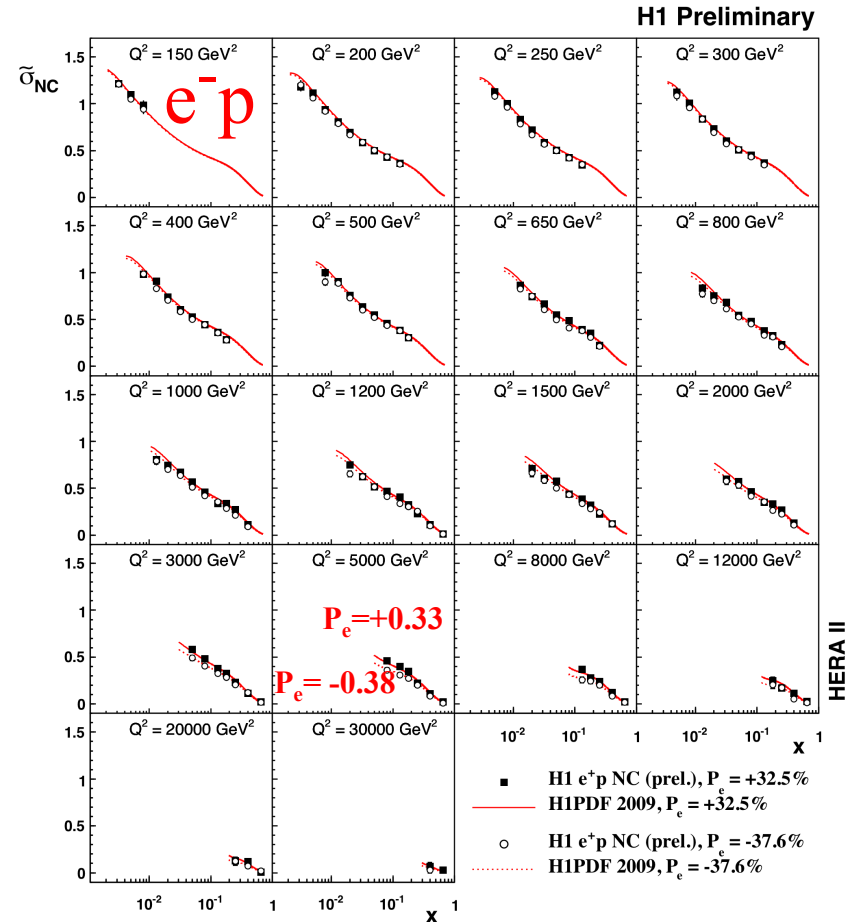 H1 Preliminary
σ̃NC
Q² = 150 GeV²
Q² = 200 GeV²
Q² = 250 GeV²
Q² = 300 GeV²
e⁻p
1.5
1
0.5
0
Q² = 400 GeV²
Q² = 500 GeV²
Q² = 650 GeV²
Q² = 800 GeV²
1.5
1
0.5
0
Q² = 1000 GeV²
Q² = 1200 GeV²
Q² = 1500 GeV²
Q² = 2000 GeV²
1.5
1
0.5
0
Q² = 3000 GeV²
Q² = 5000 GeV²
Q² = 8000 GeV²
Q² = 12000 GeV²
1.5
1
0.5
0
Pe=+0.33
Pe= -0.38
HERA II
Q² = 20000 GeV²
Q² = 30000 GeV²
1.5
1
0.5
0
10⁻² 10⁻¹ 1
10⁻² 10⁻¹ 1
x
H1 e⁺p NC (prel.), Pe = +32.5%
H1PDF 2009, Pe = +32.5%
H1 e⁺p NC (prel.), Pe = -37.6%
H1PDF 2009, Pe = -37.6%
10⁻² 10⁻¹ 1
10⁻² 10⁻¹ 1
x